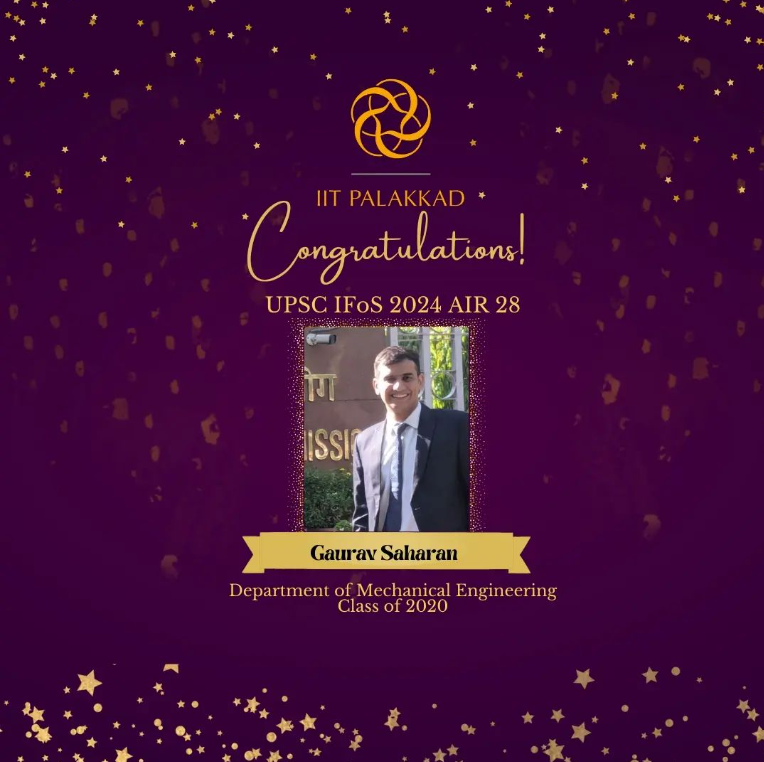 IIT PALAKKAD
Congratulations!
UPSC IFoS 2024 AIR 28
Gaurav Saharan
Department of Mechanical Engineering
Class of 2020